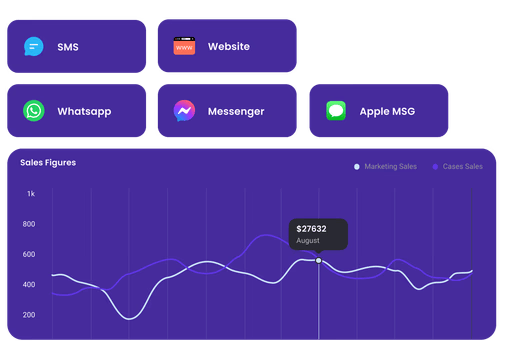 SMS
WWW
Website
Whatsapp
Messenger
Apple MSG
Sales Figures
Marketing Sales
Cases Sales
1k
800
600
400
200
$27632
August